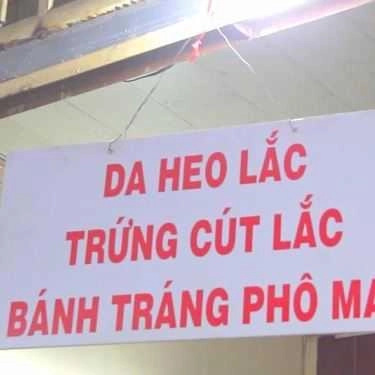 DA HEO LẮC
TRỨNG CÚT LẮC
BÁNH TRÁNG PHÔ MA